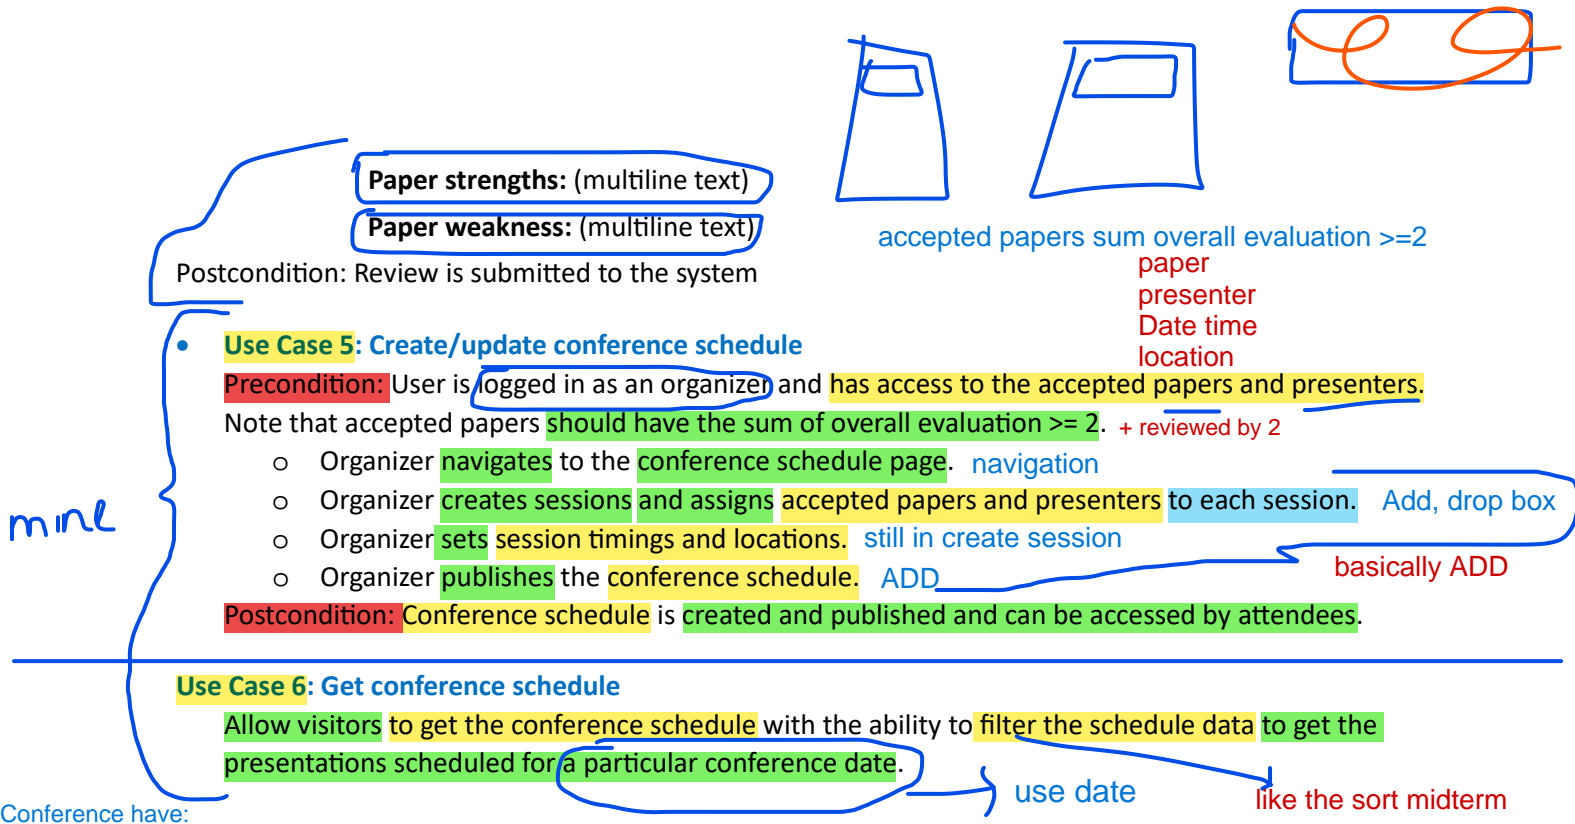 Paper strengths: (multiline text)
Paper weakness: (multiline text)
accepted papers sum overall evaluation >=2
paper
presenter
Date time
location
Postcondition: Review is submitted to the system
• Use Case 5: Create/update conference schedule
Precondition: User is logged in as an organizer and has access to the accepted papers and presenters.
Note that accepted papers should have the sum of overall evaluation >= 2. + reviewed by 2
o Organizer navigates to the conference schedule page. navigation
o Organizer creates sessions and assigns accepted papers and presenters to each session. Add, drop box
mine
o Organizer sets session timings and locations. still in create session
o Organizer publishes the conference schedule. ADD
basically ADD
Postcondition: Conference schedule is created and published and can be accessed by attendees.
Use Case 6: Get conference schedule
Allow visitors to get the conference schedule with the ability to filter the schedule data to get the
presentations scheduled for a particular conference date.
use date
like the sort midterm
Conference have: